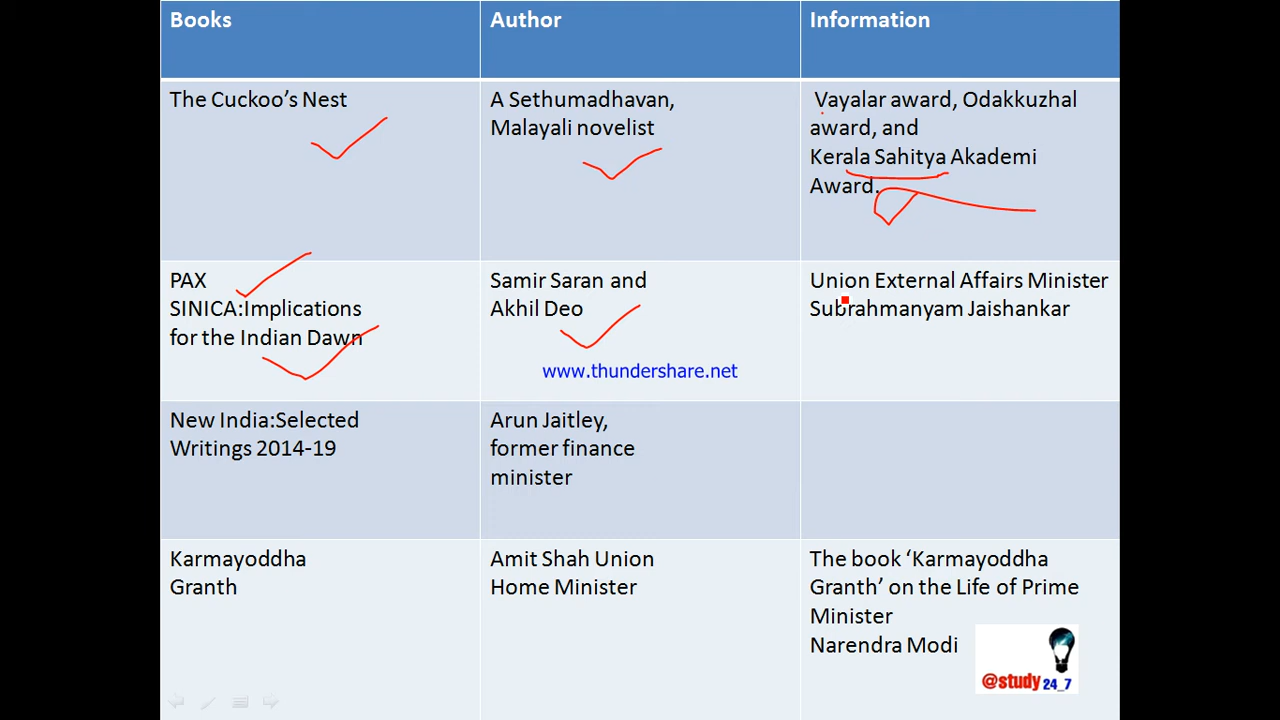 Books
Author
Information
The Cuckoo’s Nest
A Sethumadhavan,
Malayali novelist
Vayalar award, Odakkuzhal
award, and
Kerala Sahitya Akademi
Award.
PAX
SINICA:Implications
for the Indian Dawn
Samir Saran and
Akhil Deo
www.thundershare.net
Union External Affairs Minister
Subrahmanyam Jaishankar
New India:Selected
Writings 2014-19
Arun Jaitley,
former finance
minister
Karmayoddha
Granth
Amit Shah Union
Home Minister
The book ‘Karmayoddha
Granth’ on the Life of Prime
Minister
Narendra Modi
@study 24_7